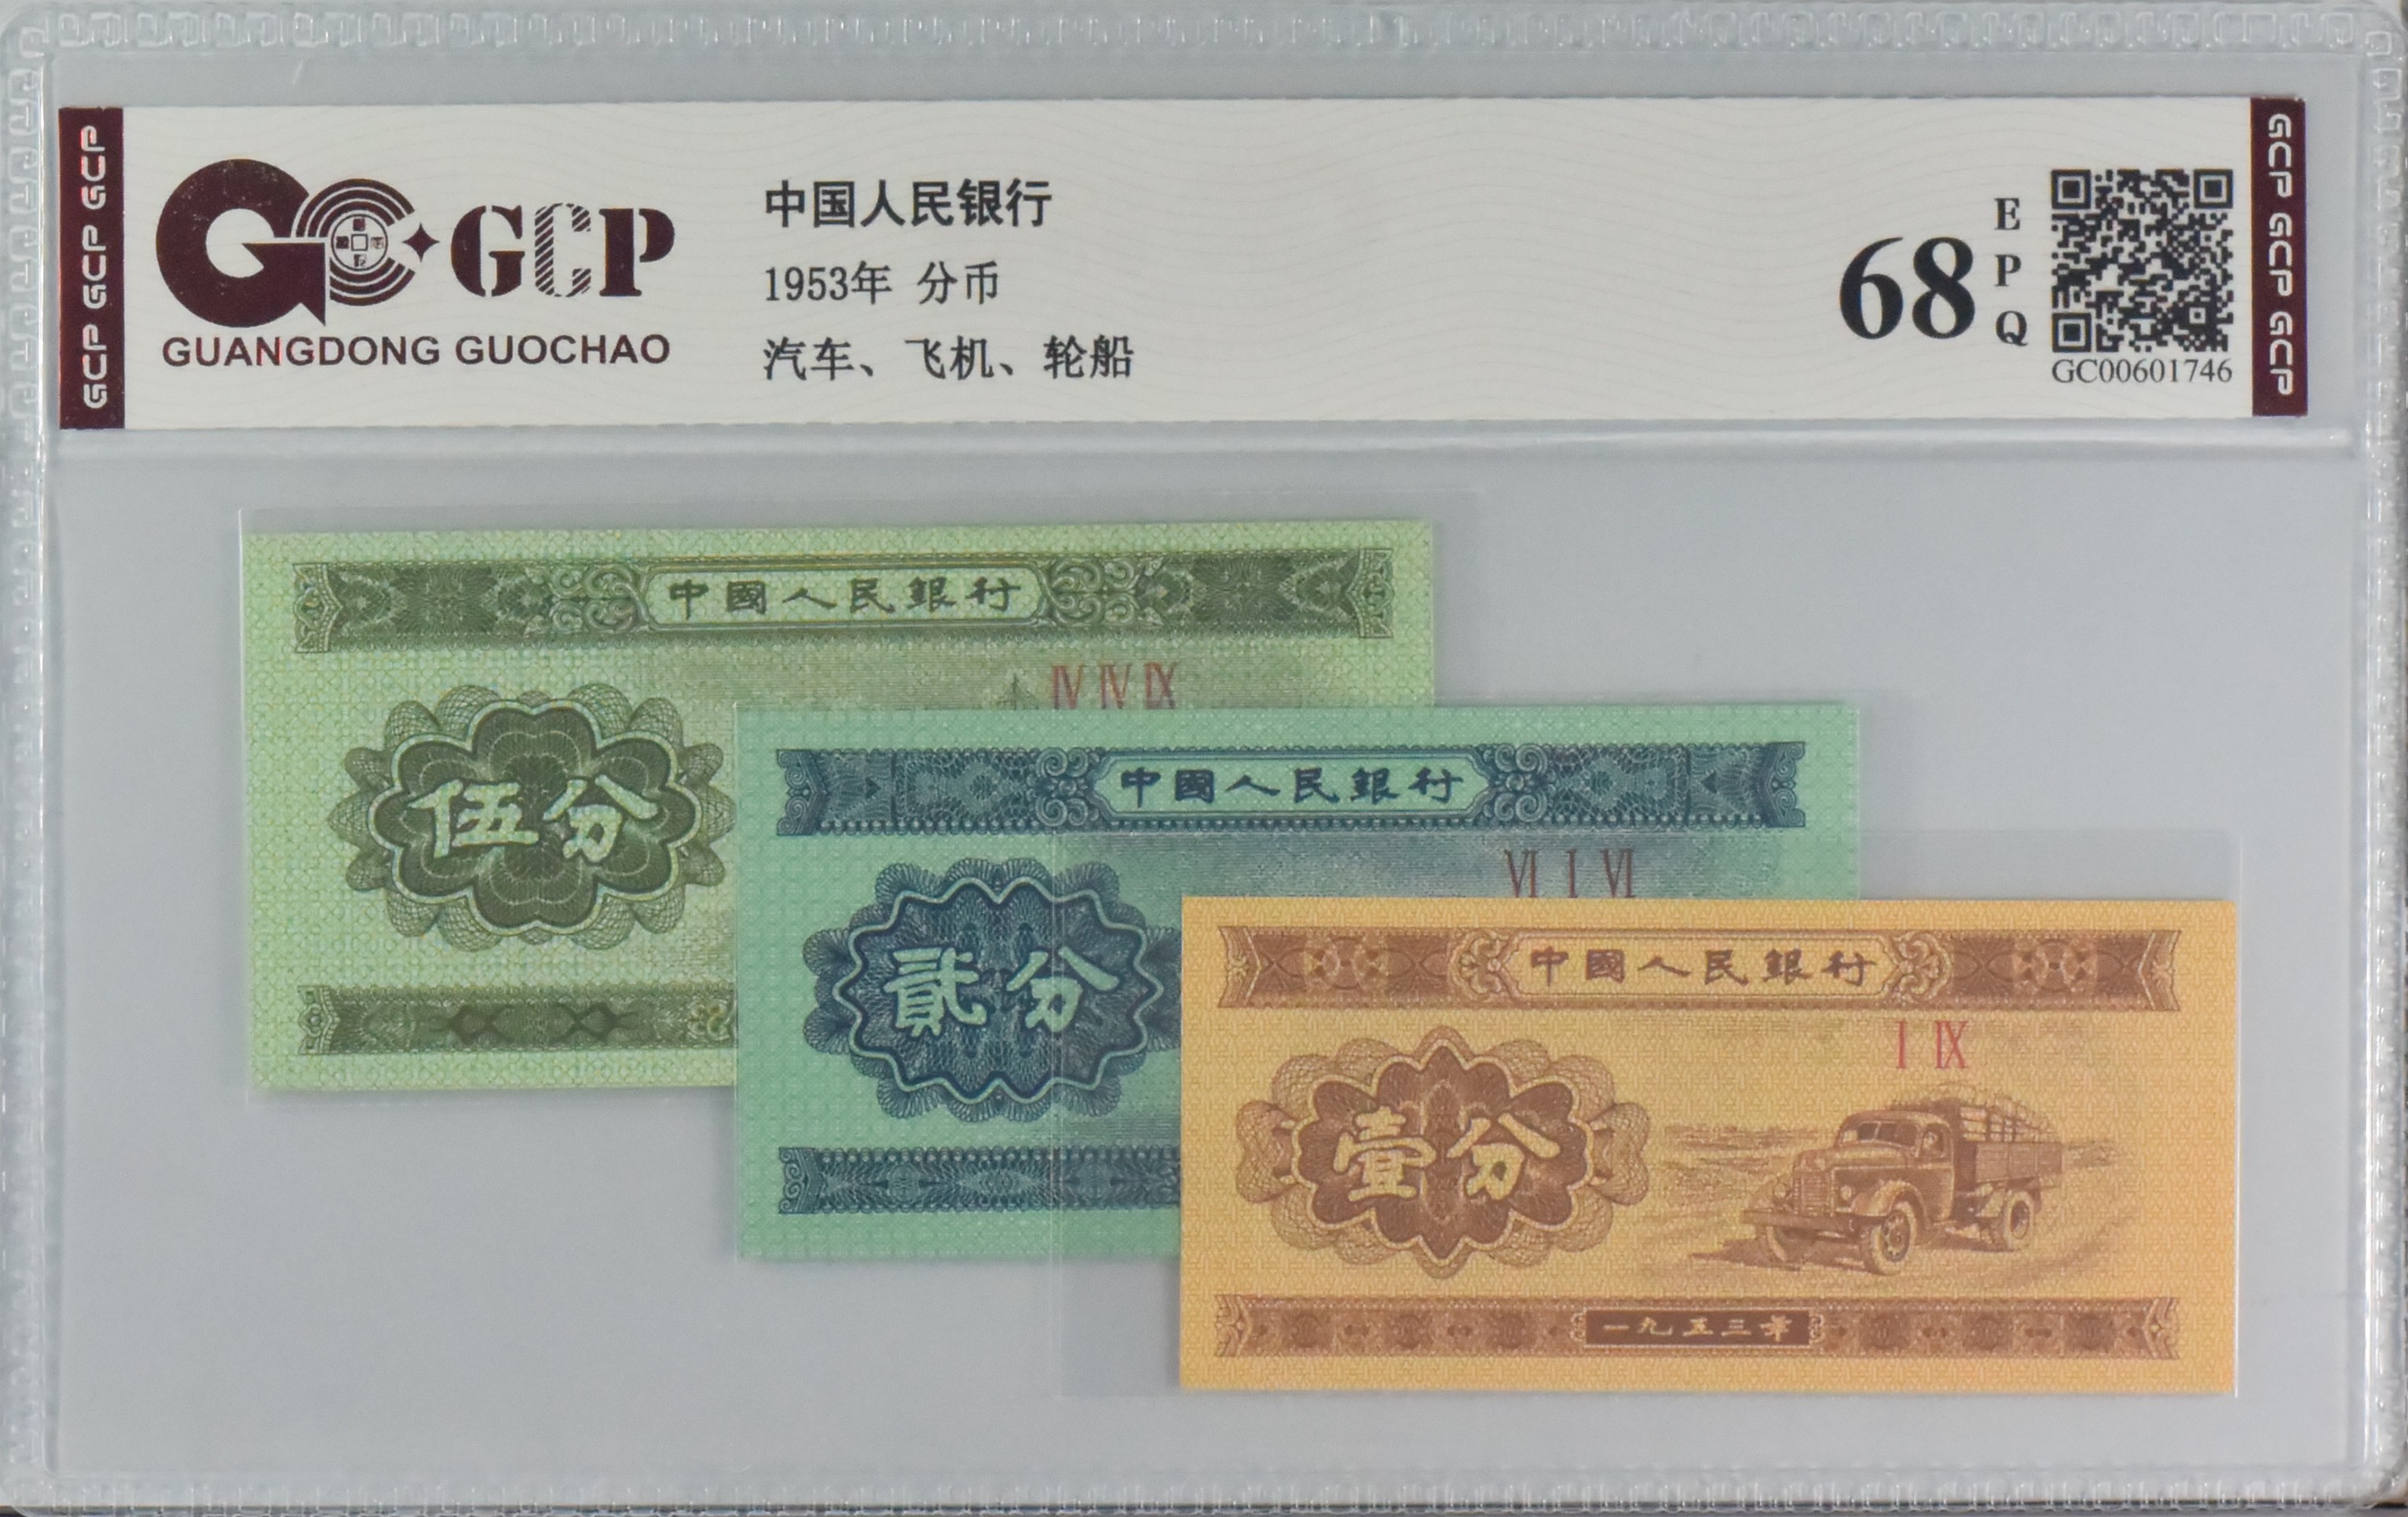 GCP GCP GCP
GCP
GUANGDONG GUOCHAO
中国人民银行
1953年 分币
汽车、飞机、轮船
68
EPQ
GC00601746
GCP GCP GCP
中國人民銀行
IV IV IX
伍分
中國人民銀行
VI I VI
貳分
中國人民銀行
I IX
壹分
一九五三年